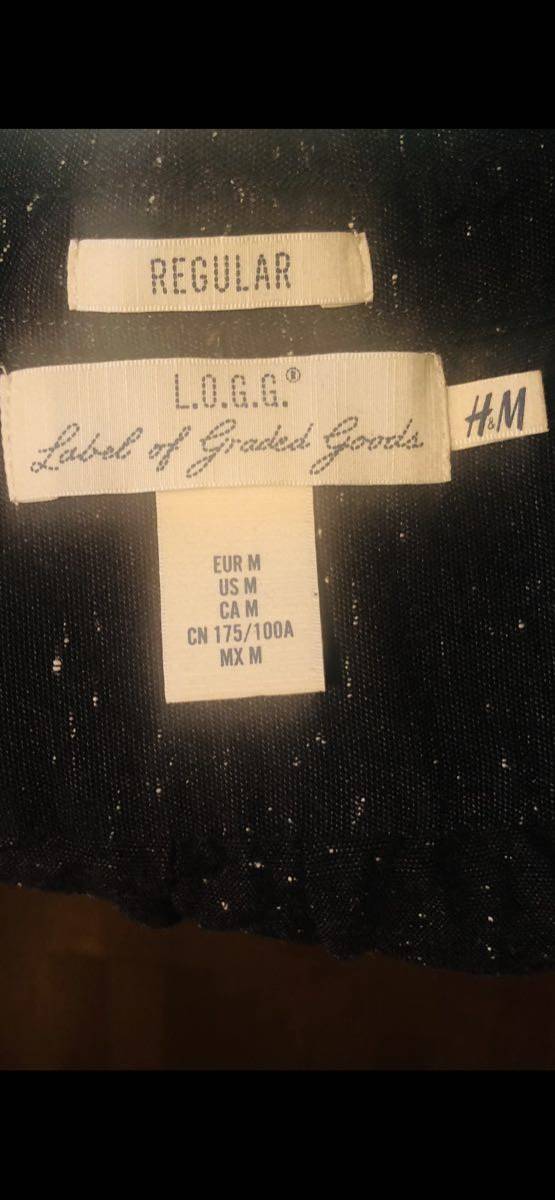 REGULAR
L.O.G.G.®
Label of Graded Goods
H&M
EUR M
US M
CA M
CN 175/100A
MX M